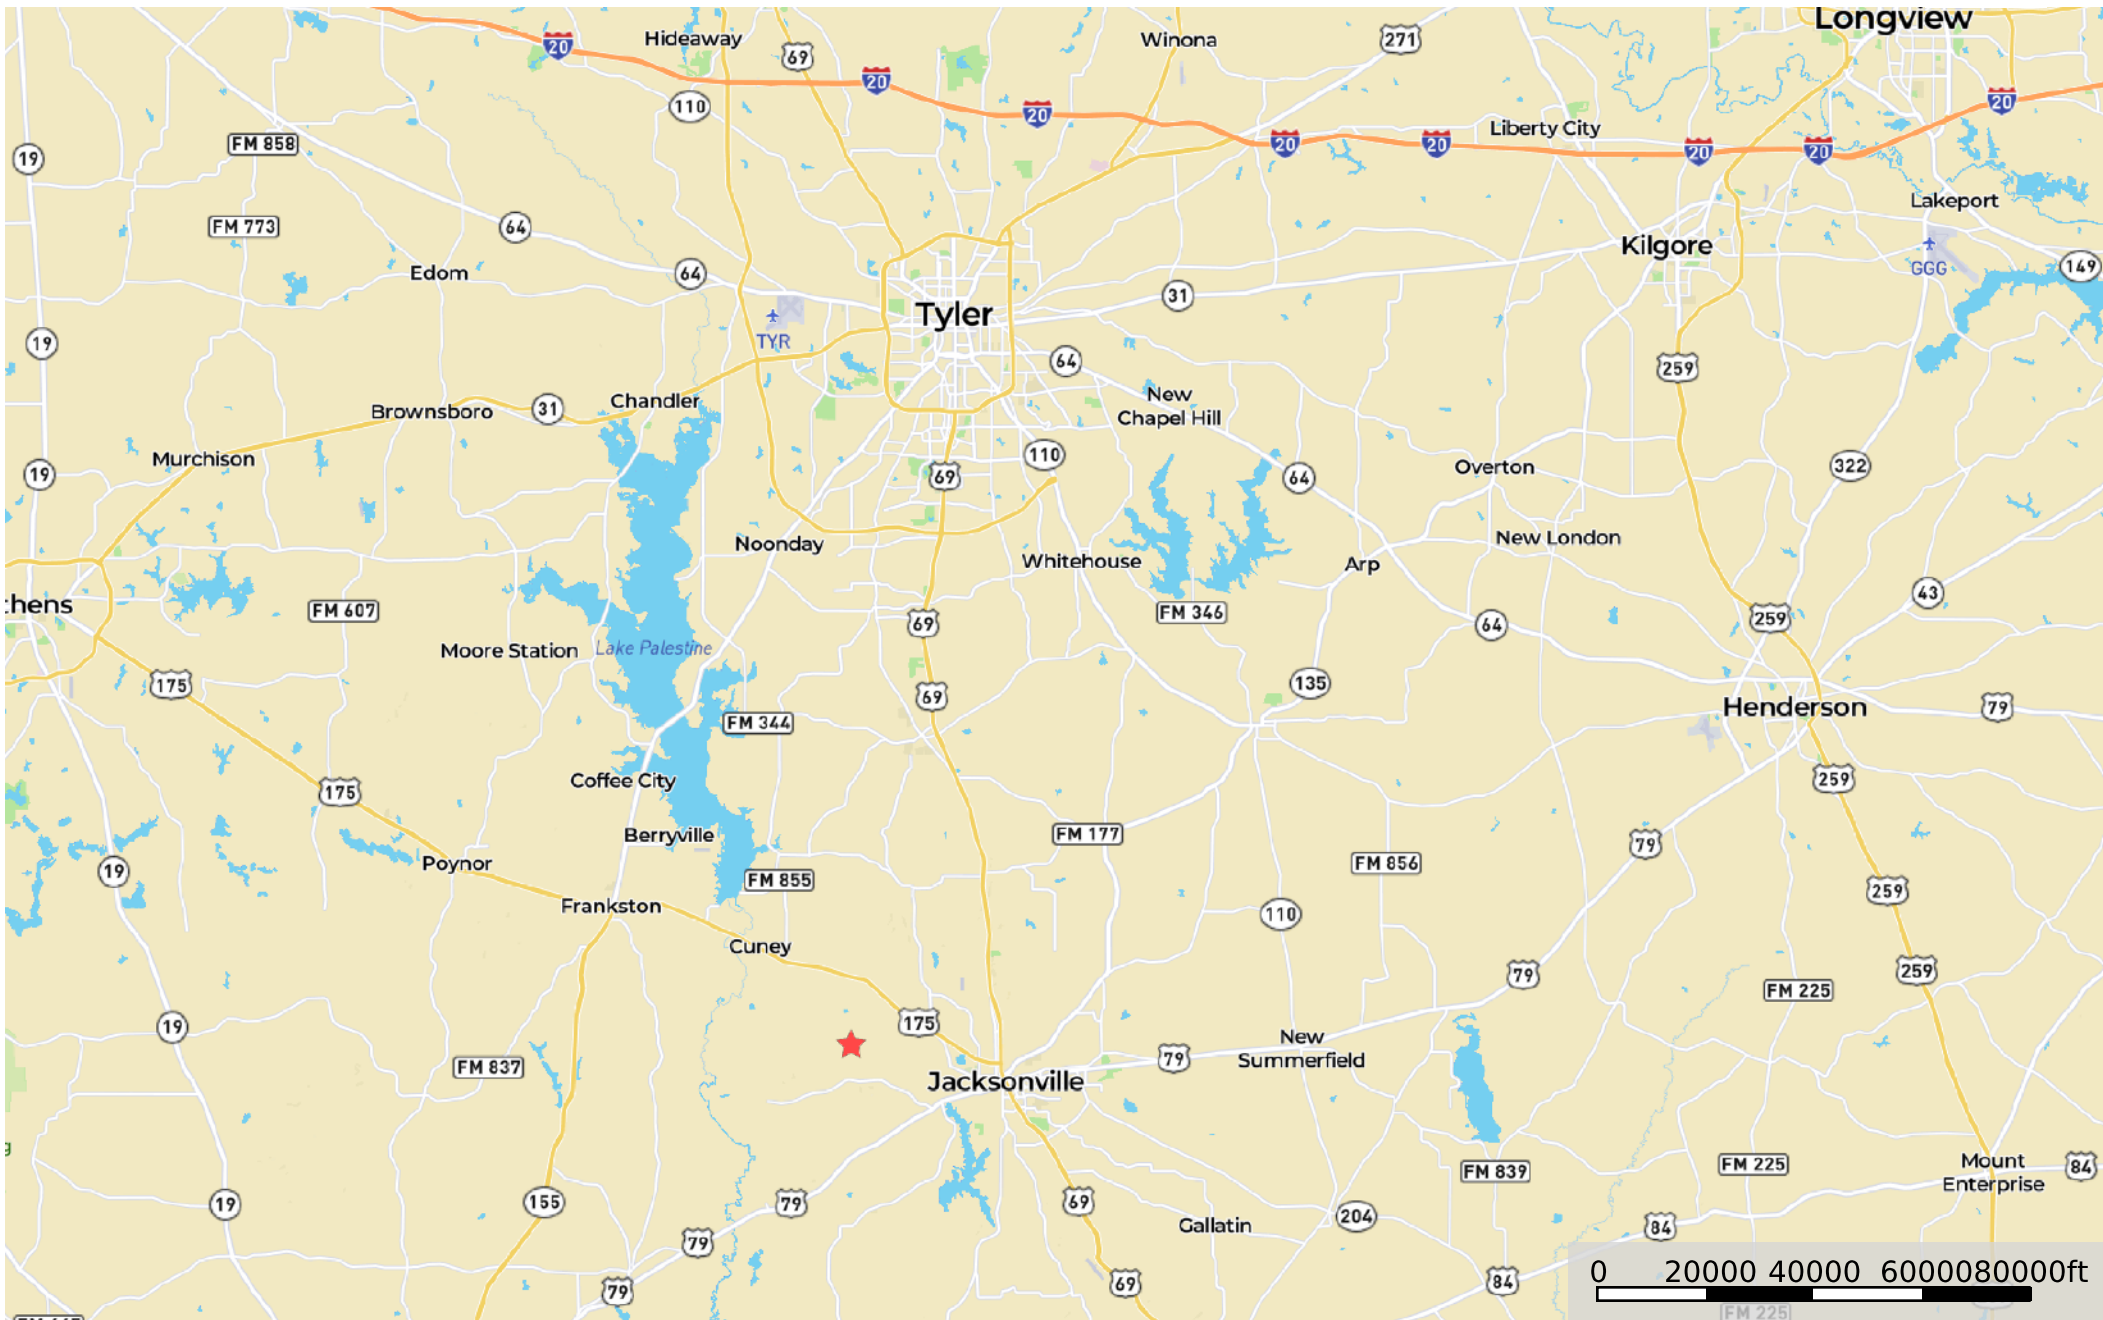 Longview
Hideaway
69
Winona
271
20
20
20
110
20
20
Liberty City
20
20
20
FM 858
19
Lakeport
FM 773
64
Kilgore
GGG
149
Edom
64
31
Tyler
TYR
19
64
259
New
Chapel Hill
Brownsboro
31
Chandler
Murchison
110
19
69
64
Overton
322
Noonday
Whitehouse
Arp
New London
thens
FM 607
69
FM 346
64
259
43
Moore Station
Lake Palestine
175
69
135
Henderson
79
FM 344
Coffee City
175
259
Berryville
FM 177
79
Poynor
19
FM 855
FM 856
259
Frankston
110
Cuney
79
259
FM 225
19
175
New
Summerfield
FM 837
79
Jacksonville
FM 839
FM 225
Mount
Enterprise
84
g
19
155
79
69
Gallatin
204
84
79
69
84
79
0 20000 40000 60000 80000ft
FM 225